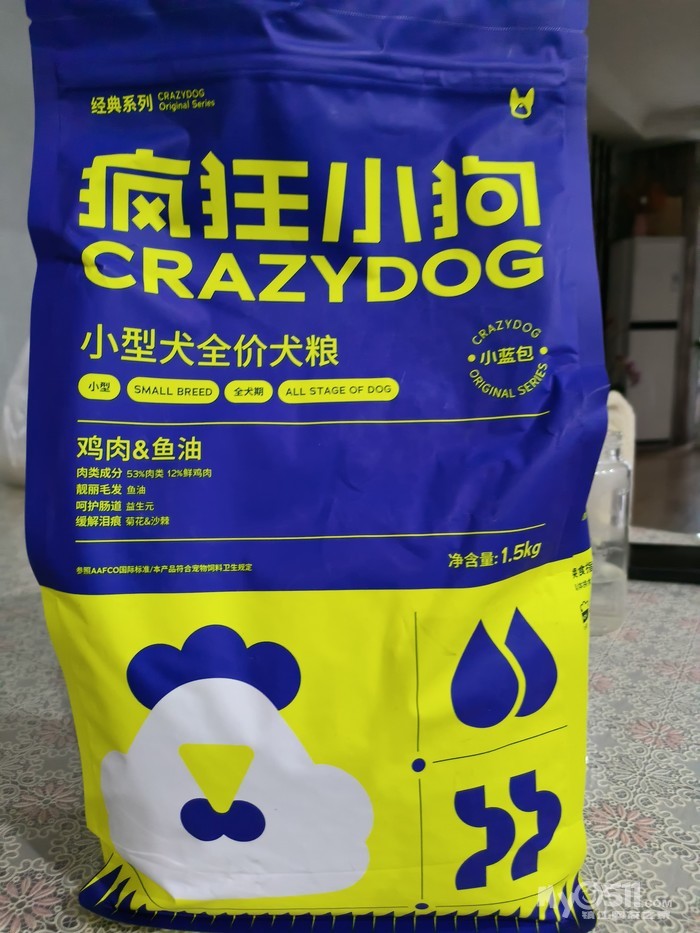 经典系列 CRAZYDOG Original Series
疯狂小狗
CRAZYDOG
小型犬全价犬粮
小型 SMALL BREED 全犬期 ALL STAGE OF DOG
CRAZYDOG
小蓝包
ORIGINAL SERIES
鸡肉&鱼油
肉类成分 53%肉类 12%鲜鸡肉
靓丽毛发 鱼油
呵护肠道 益生元
缓解泪痕 菊花&沙棘
参照AAFCO国际标准/本产品符合宠物饲料卫生规定
净含量: 1.5kg